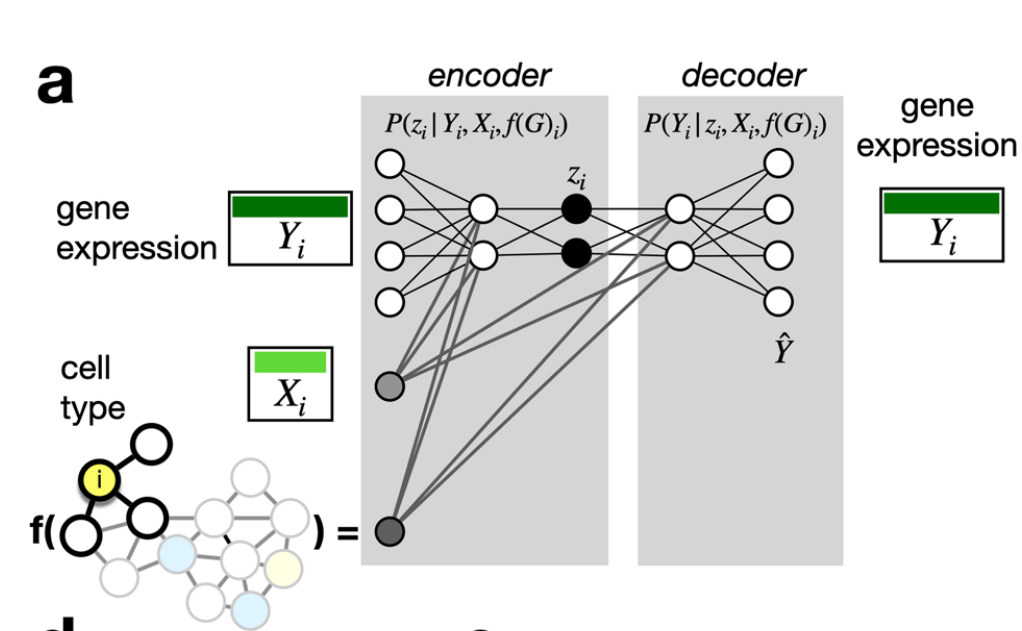 a
encoder
decoder
P(z_i | Y_i, X_i, f(G)_i)
P(Y_i | z_i, X_i, f(G)_i)
gene
expression
z_i
gene
expression
Y_i
Y_i
Ŷ
cell
type
X_i
i
f( ) =